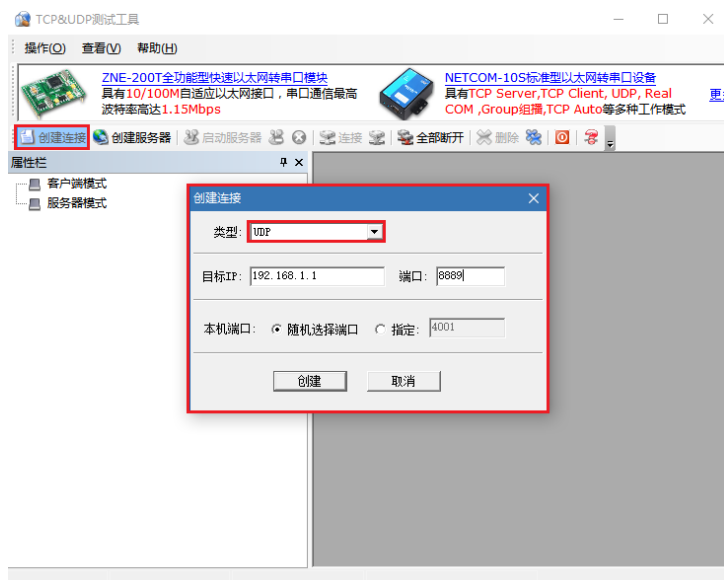 TCP&UDP测试工具
操作(O) 查看(V) 帮助(H)
ZNE-200T全功能型快速以太网转串口模块
具有10/100M自适应以太网接口，串口通信最高
波特率高达1.15Mbps
NETCOM-10S标准型以太网转串口设备
具有TCP Server,TCP Client, UDP, Real
COM ,Group组播,TCP Auto等多种工作模式
创建连接 创建服务器 启动服务器 连接 全部断开 删除
属性栏
客户端模式
服务器模式
创建连接
类型: UDP
目标IP: 192.168.1.1 端口: 8889
本机端口: 随机选择端口 指定: 4001
创建 取消